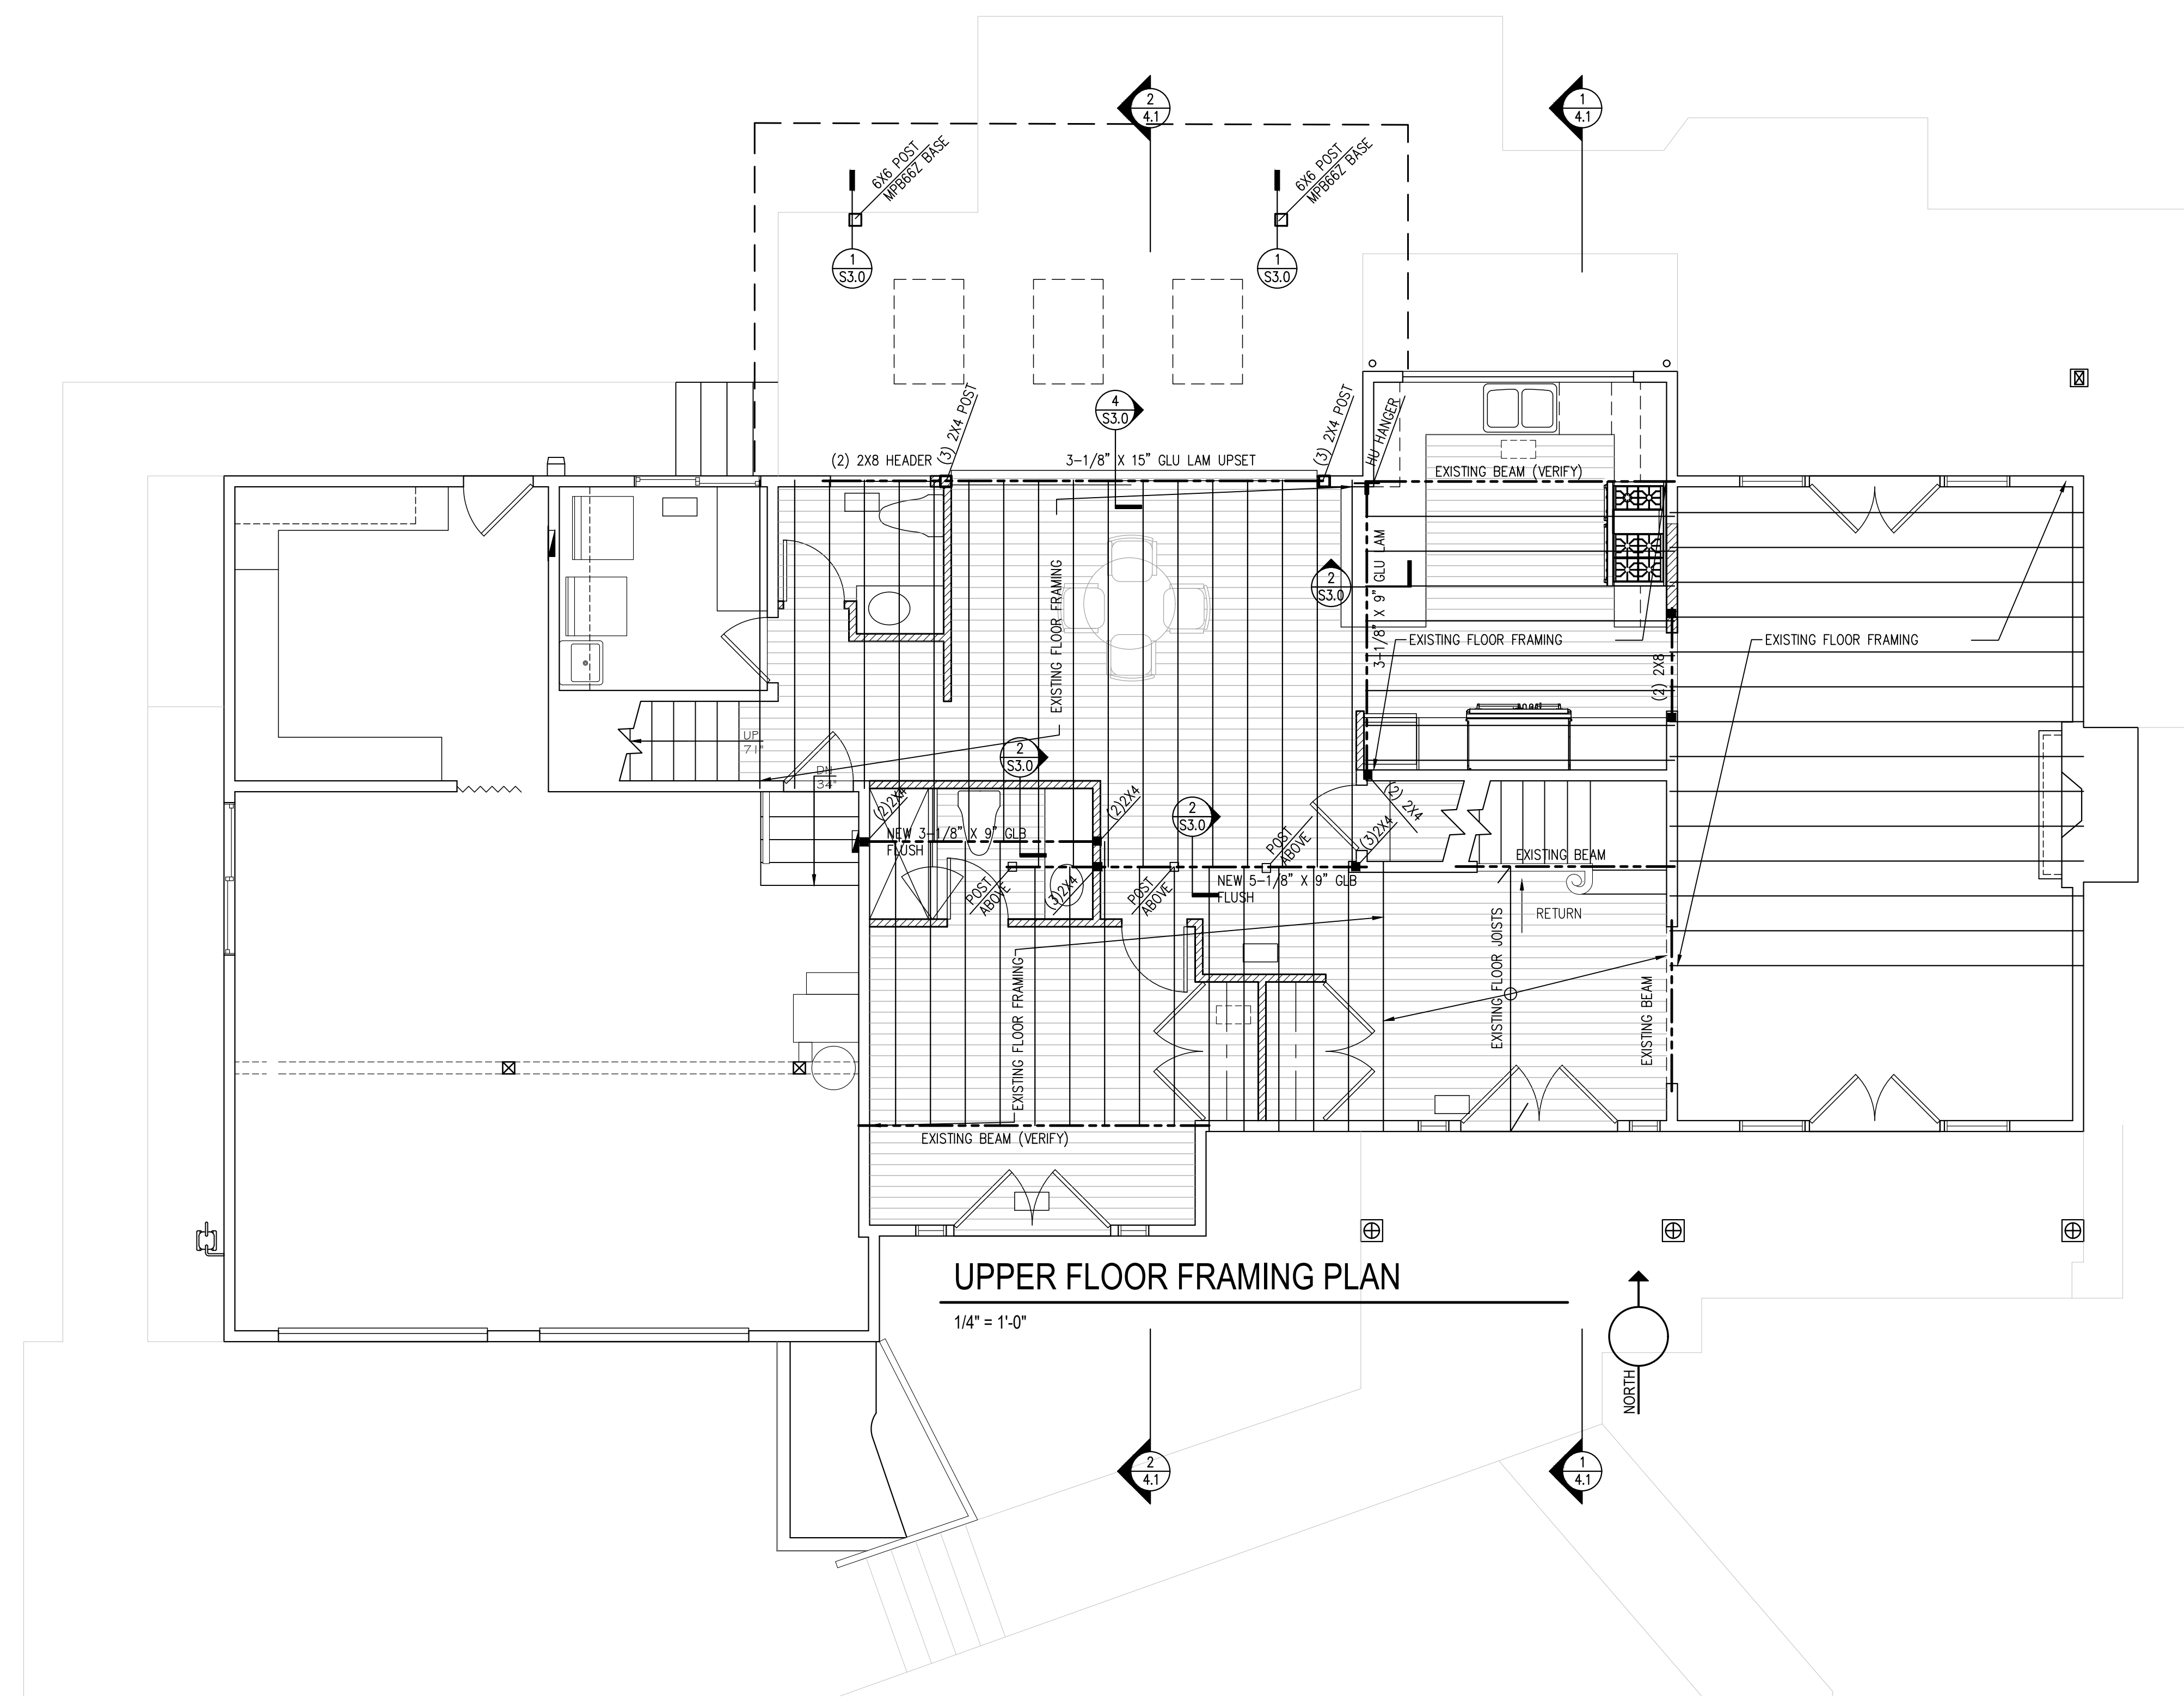 2
4.1
1
4.1
6X6 POST
MPB66Z BASE
6X6 POST
MPB66Z BASE
1
S3.0
1
S3.0
4
S3.0
(2) 2X8 HEADER
(3) 2X4 POST
3-1/8" X 15" GLU LAM UPSET
(3) 2X4 POST
HU HANGER
EXISTING BEAM (VERIFY)
EXISTING FLOOR FRAMING
2
S3.0
3-1/8" X 9" GLU LAM
EXISTING FLOOR FRAMING
(2) 2X8
EXISTING FLOOR FRAMING
UP
7.1"
DN
34"
2
S3.0
(2)2X4
(2)2X4
2
S3.0
(2) 2X4
(3)2X4
NEW 3-1/8" X 9" GLB
FLUSH
POST
ABOVE
EXISTING BEAM
POST
ABOVE
(3)2X4
POST
ABOVE
NEW 5-1/8" X 9" GLB
FLUSH
RETURN
EXISTING FLOOR FRAMING
EXISTING FLOOR JOISTS
EXISTING BEAM
EXISTING BEAM (VERIFY)
UPPER FLOOR FRAMING PLAN
1/4" = 1'-0"
NORTH
2
4.1
1
4.1